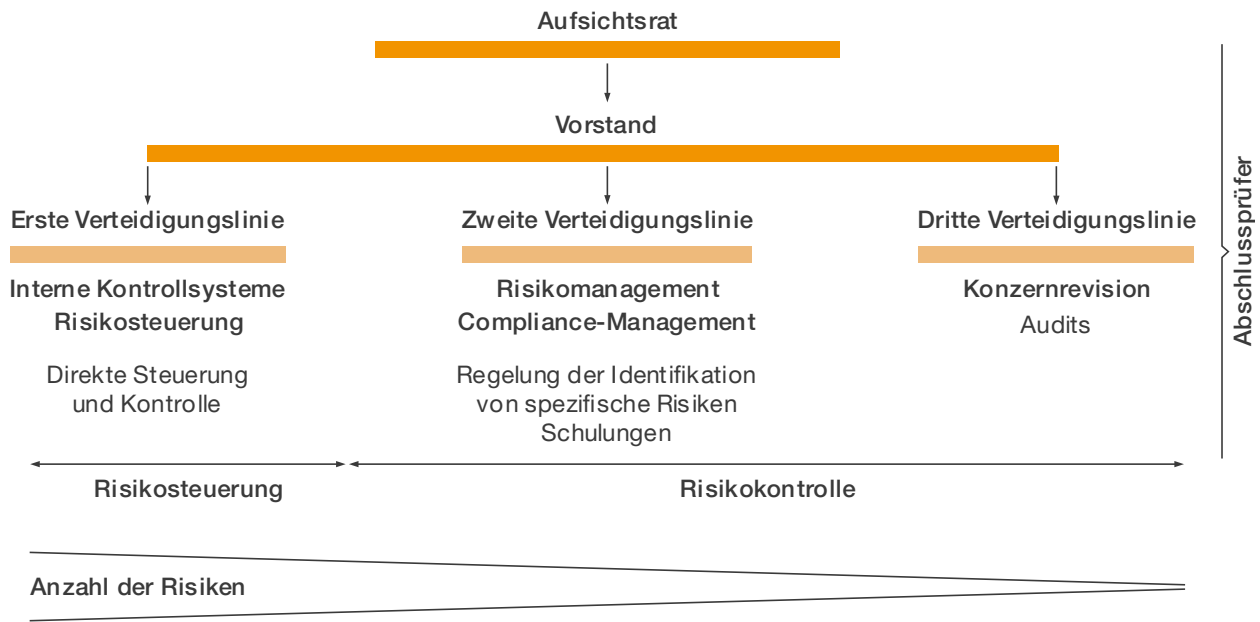 Aufsichtsrat
Vorstand
Erste Verteidigungslinie
Interne Kontrollsysteme
Risikosteuerung
Direkte Steuerung
und Kontrolle
Zweite Verteidigungslinie
Risikomanagement
Compliance-Management
Regelung der Identifikation
von spezifische Risiken
Schulungen
Dritte Verteidigungslinie
Konzernrevision
Audits
Abschlussprüfer
Risikosteuerung
Risikokontrolle
Anzahl der Risiken